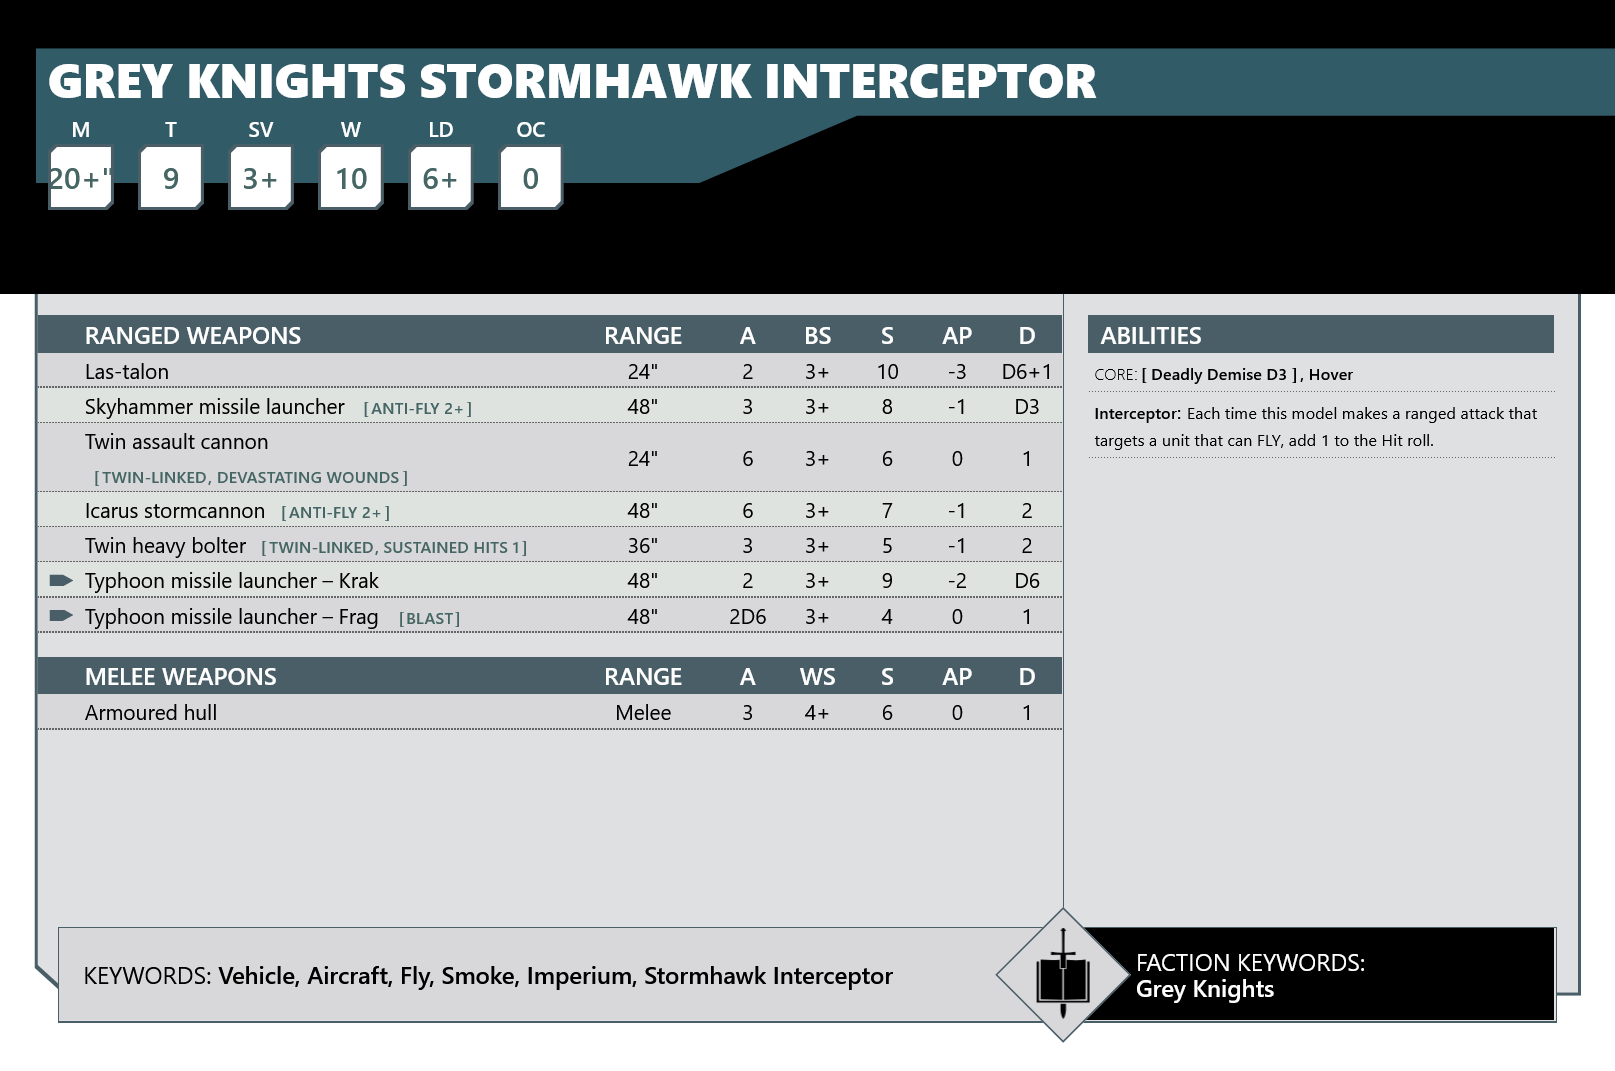 GREY KNIGHTS STORMHAWK INTERCEPTOR
M T SV W LD OC
20+" 9 3+ 10 6+ 0
RANGED WEAPONS RANGE A BS S AP D
Las-talon 24" 2 3+ 10 -3 D6+1
Skyhammer missile launcher [ANTI-FLY 2+] 48" 3 3+ 8 -1 D3
Twin assault cannon
[TWIN-LINKED, DEVASTATING WOUNDS] 24" 6 3+ 6 0 1
Icarus stormcannon [ANTI-FLY 2+] 48" 6 3+ 7 -1 2
Twin heavy bolter [TWIN-LINKED, SUSTAINED HITS 1] 36" 3 3+ 5 -1 2
Typhoon missile launcher – Krak 48" 2 3+ 9 -2 D6
Typhoon missile launcher – Frag [BLAST] 48" 2D6 3+ 4 0 1
MELEE WEAPONS RANGE A WS S AP D
Armoured hull Melee 3 4+ 6 0 1
ABILITIES
CORE: [ Deadly Demise D3 ], Hover
Interceptor: Each time this model makes a ranged attack that
targets a unit that can FLY, add 1 to the Hit roll.
KEYWORDS: Vehicle, Aircraft, Fly, Smoke, Imperium, Stormhawk Interceptor
FACTION KEYWORDS:
Grey Knights